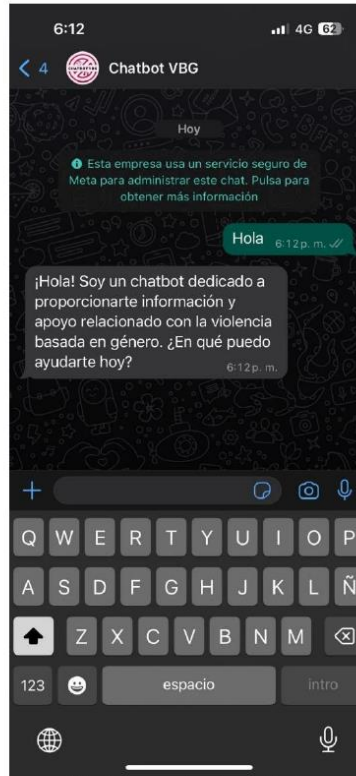 6:12
4G 62
4 Chatbot VBG
Hoy
Esta empresa usa un servicio seguro de
Meta para administrar este chat. Pulsa para
obtener más información
Hola 6:12 p. m.
¡Hola! Soy un chatbot dedicado a
proporcionarte información y
apoyo relacionado con la violencia
basada en género. ¿En qué puedo
ayudarte hoy?
6:12 p. m.
Q W E R T Y U I O P
A S D F G H J K L Ñ
Z X C V B N M
123 espacio intro